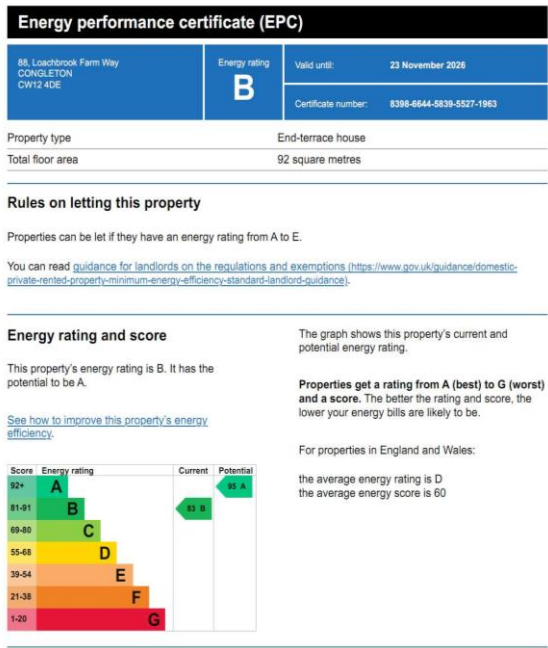 Energy performance certificate (EPC)
88, Loachbrook Farm Way
CONGLETON
CW12 4DE
Energy rating
B
Valid until: 23 November 2026
Certificate number: 8398-6644-5839-5527-1963
Property type End-terrace house
Total floor area 92 square metres
Rules on letting this property
Properties can be let if they have an energy rating from A to E.
You can read guidance for landlords on the regulations and exemptions (https://www.gov.uk/guidance/domestic-
private-rented-property-minimum-energy-efficiency-standard-landlord-guidance).
Energy rating and score
This property's energy rating is B. It has the
potential to be A.
See how to improve this property's energy
efficiency.
Score Energy rating Current Potential
92+ A 95 A
81-91 B 83 B
69-80 C
55-68 D
39-54 E
21-38 F
1-20 G
The graph shows this property's current and
potential energy rating.
Properties get a rating from A (best) to G (worst)
and a score. The better the rating and score, the
lower your energy bills are likely to be.
For properties in England and Wales:
the average energy rating is D
the average energy score is 60